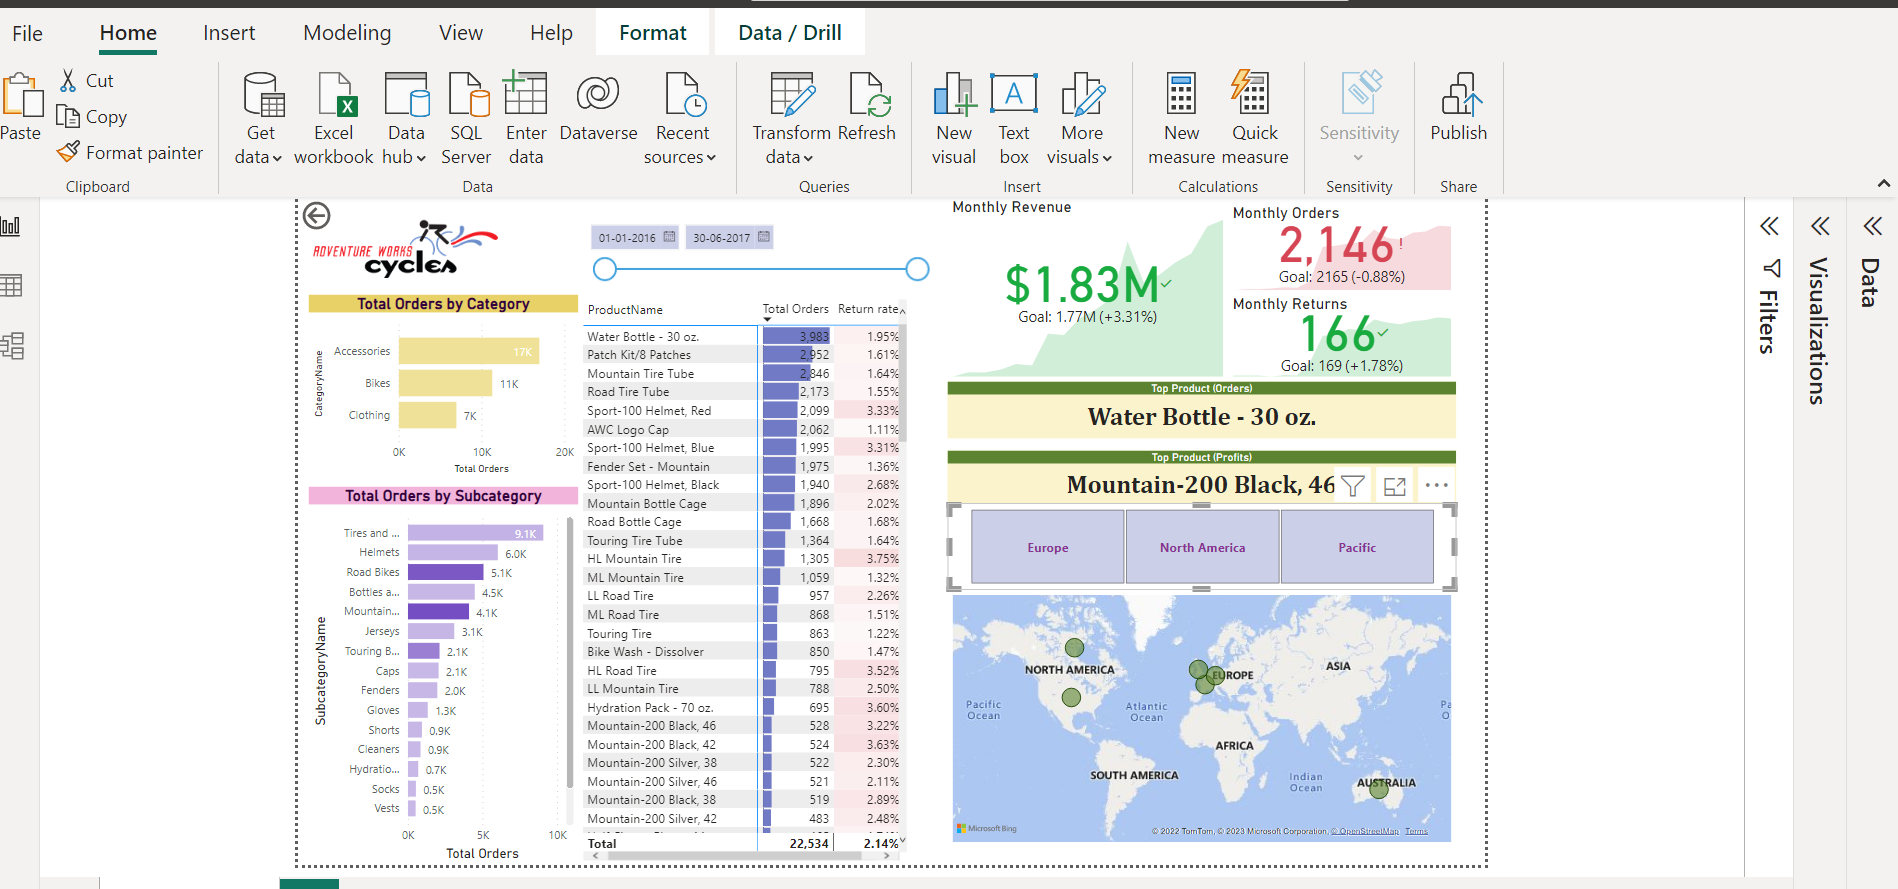 File Home Insert Modeling View Help Format Data / Drill
Paste
Cut
Copy
Format painter
Clipboard
Get data
Excel workbook
Data hub
SQL Server
Enter data
Dataverse
Recent sources
Data
Transform data
Refresh
Queries
New visual
Text box
More visuals
Insert
New measure
Quick measure
Calculations
Sensitivity
Sensitivity
Publish
Share
ADVENTURE WORKS
cycles
01-01-2016
30-06-2017
Total Orders by Category
CategoryName
Accessories 17K
Bikes 11K
Clothing 7K
0K 10K 20K
Total Orders
Total Orders by Subcategory
SubcategoryName
Tires and ... 9.1K
Helmets 6.0K
Road Bikes 5.1K
Bottles a... 4.5K
Mountain... 4.1K
Jerseys 3.1K
Touring B... 2.1K
Caps 2.1K
Fenders 2.0K
Gloves 1.3K
Shorts 0.9K
Cleaners 0.9K
Hydratio... 0.7K
Socks 0.5K
Vests 0.5K
0K 5K 10K
Total Orders
ProductName Total Orders Return rate
Water Bottle - 30 oz. 3,983 1.95%
Patch Kit/8 Patches 2,952 1.61%
Mountain Tire Tube 2,846 1.64%
Road Tire Tube 2,173 1.55%
Sport-100 Helmet, Red 2,099 3.33%
AWC Logo Cap 2,062 1.11%
Sport-100 Helmet, Blue 1,995 3.31%
Fender Set - Mountain 1,975 1.36%
Sport-100 Helmet, Black 1,940 2.68%
Mountain Bottle Cage 1,896 2.02%
Road Bottle Cage 1,668 1.68%
Touring Tire Tube 1,364 1.64%
HL Mountain Tire 1,305 3.75%
ML Mountain Tire 1,059 1.32%
LL Road Tire 957 2.26%
ML Road Tire 868 1.51%
Touring Tire 863 1.22%
Bike Wash - Dissolver 850 1.47%
HL Road Tire 795 3.52%
LL Mountain Tire 788 2.50%
Hydration Pack - 70 oz. 695 3.60%
Mountain-200 Black, 46 528 3.22%
Mountain-200 Black, 42 524 3.63%
Mountain-200 Silver, 38 522 2.30%
Mountain-200 Silver, 46 521 2.11%
Mountain-200 Black, 38 519 2.89%
Mountain-200 Silver, 42 483 2.48%
Total 22,534 2.14%
Monthly Revenue
$1.83M
Goal: 1.77M (+3.31%)
Monthly Orders
2,146!
Goal: 2165 (-0.88%)
Monthly Returns
166
Goal: 169 (+1.78%)
Top Product (Orders)
Water Bottle - 30 oz.
Top Product (Profits)
Mountain-200 Black, 46
Europe
North America
Pacific
NORTH AMERICA
EUROPE
ASIA
Pacific
Ocean
Atlantic
Ocean
Pa
O
AFRICA
SOUTH AMERICA
Indian
Ocean
AUSTRALIA
Microsoft Bing
© 2022 TomTom, © 2023 Microsoft Corporation, © OpenStreetMap Terms
Filters
Visualizations
Data